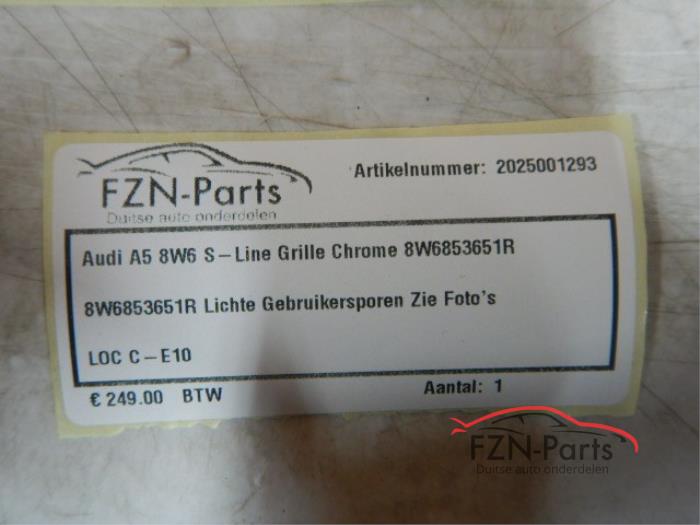 FZN-Parts
Duitse auto onderdelen
Artikelnummer: 2025001293
Audi A5 8W6 S-Line Grille Chrome 8W6853651R
8W6853651R Lichte Gebruikersporen Zie Foto's
LOC C-E10
€ 249.00 BTW
Aantal: 1
FZN-Parts
Duitse auto onderdelen